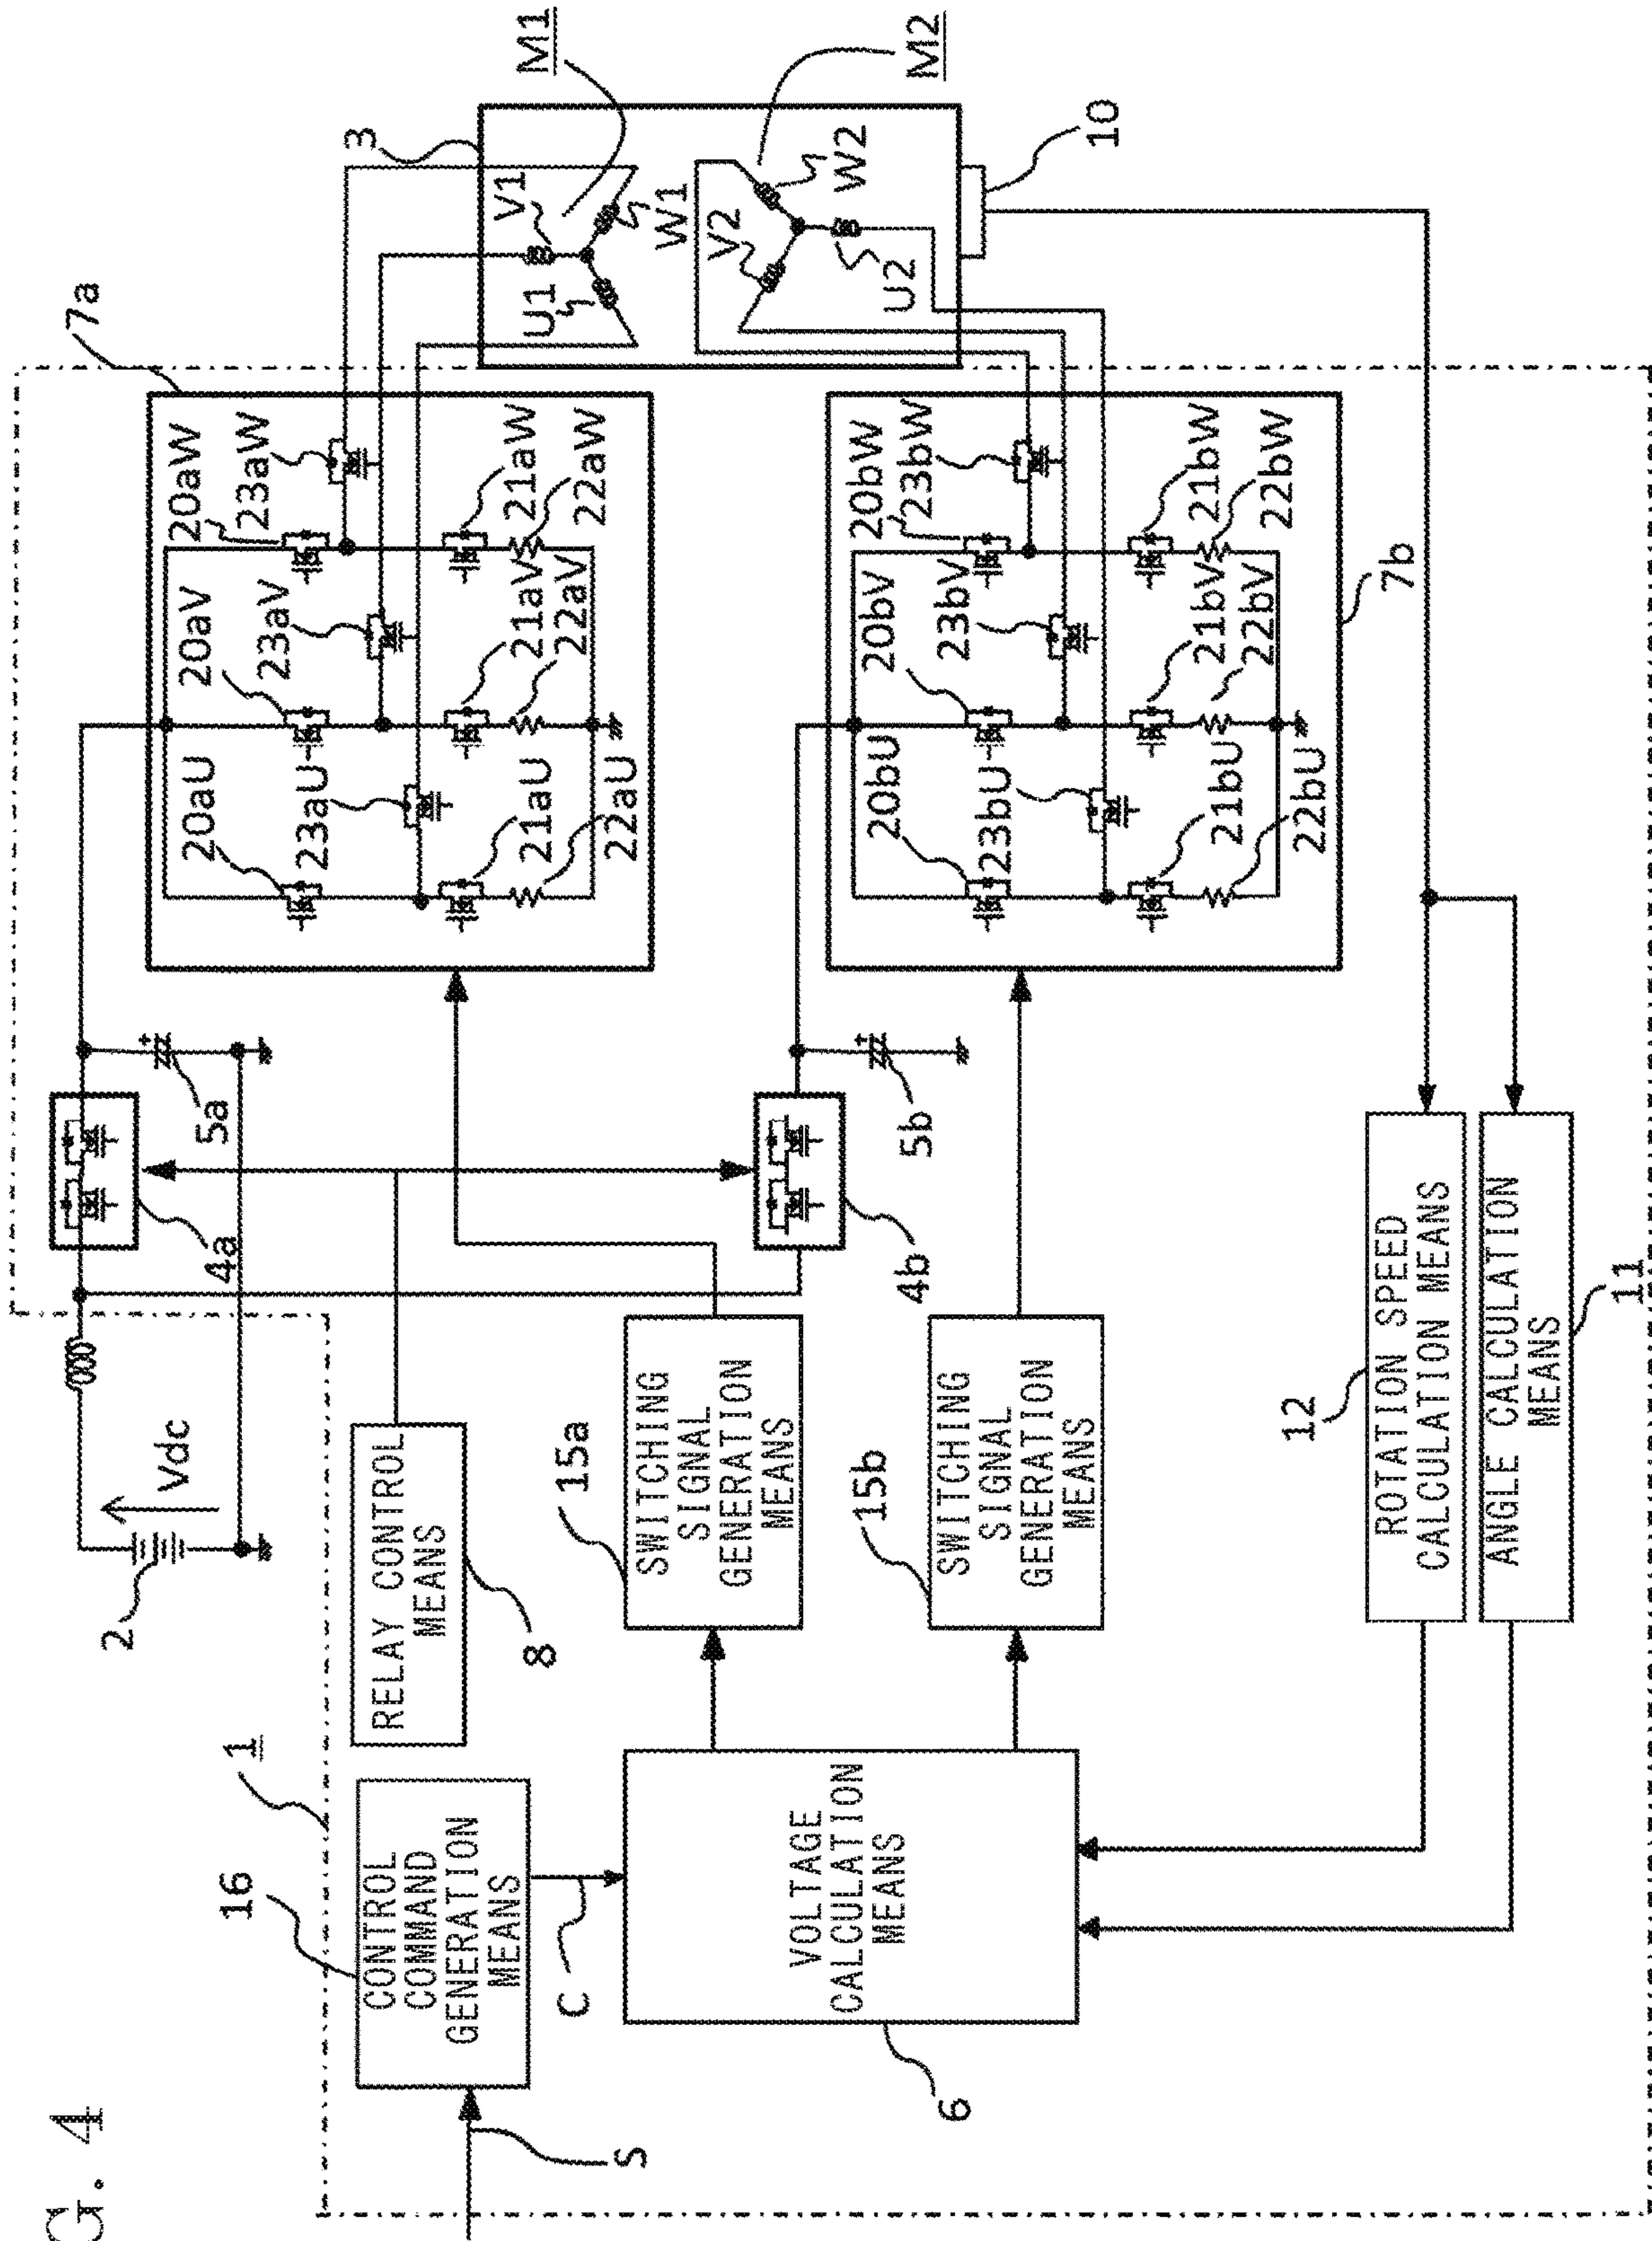 G. 4
1
2
Vdc
4a
5a
7a
3
V1
U1
W1
M1
V2
W2
U2
M2
10
20aU
20aV
20aW
23aU
23aV
23aW
21aU
21aV
21aW
22aU
22aV
22aW
20bU
20bV
20bW
23bU
23bV
23bW
21bU
21bV
21bW
22bU
22bV
22bW
7b
4b
5b
S
16
CONTROL
COMMAND
GENERATION
MEANS
C
RELAY CONTROL
MEANS
8
15a
SWITCHING
SIGNAL
GENERATION
MEANS
15b
SWITCHING
SIGNAL
GENERATION
MEANS
VOLTAGE
CALCULATION
MEANS
6
12
ROTATION SPEED
CALCULATION MEANS
ANGLE CALCULATION
MEANS
11